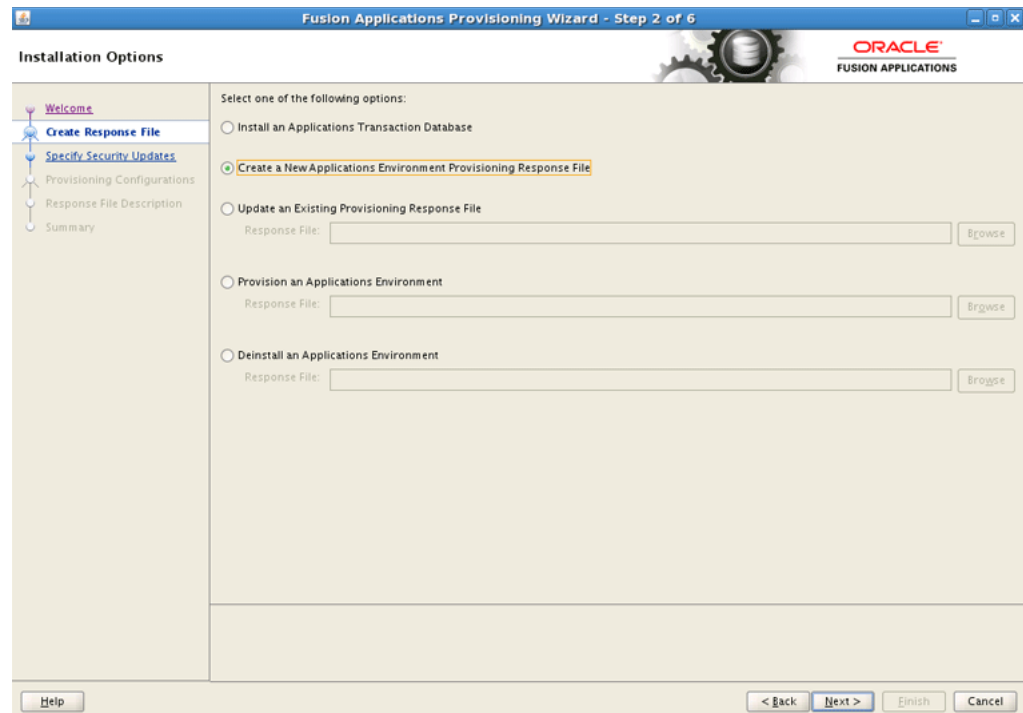 Fusion Applications Provisioning Wizard - Step 2 of 6
Installation Options
ORACLE
FUSION APPLICATIONS
Welcome
Create Response File
Specify Security Updates
Provisioning Configurations
Response File Description
Summary
Select one of the following options:
Install an Applications Transaction Database
Create a New Applications Environment Provisioning Response File
Update an Existing Provisioning Response File
Response File: Browse
Provision an Applications Environment
Response File: Browse
Deinstall an Applications Environment
Response File: Browse
Help < Back Next > Finish Cancel